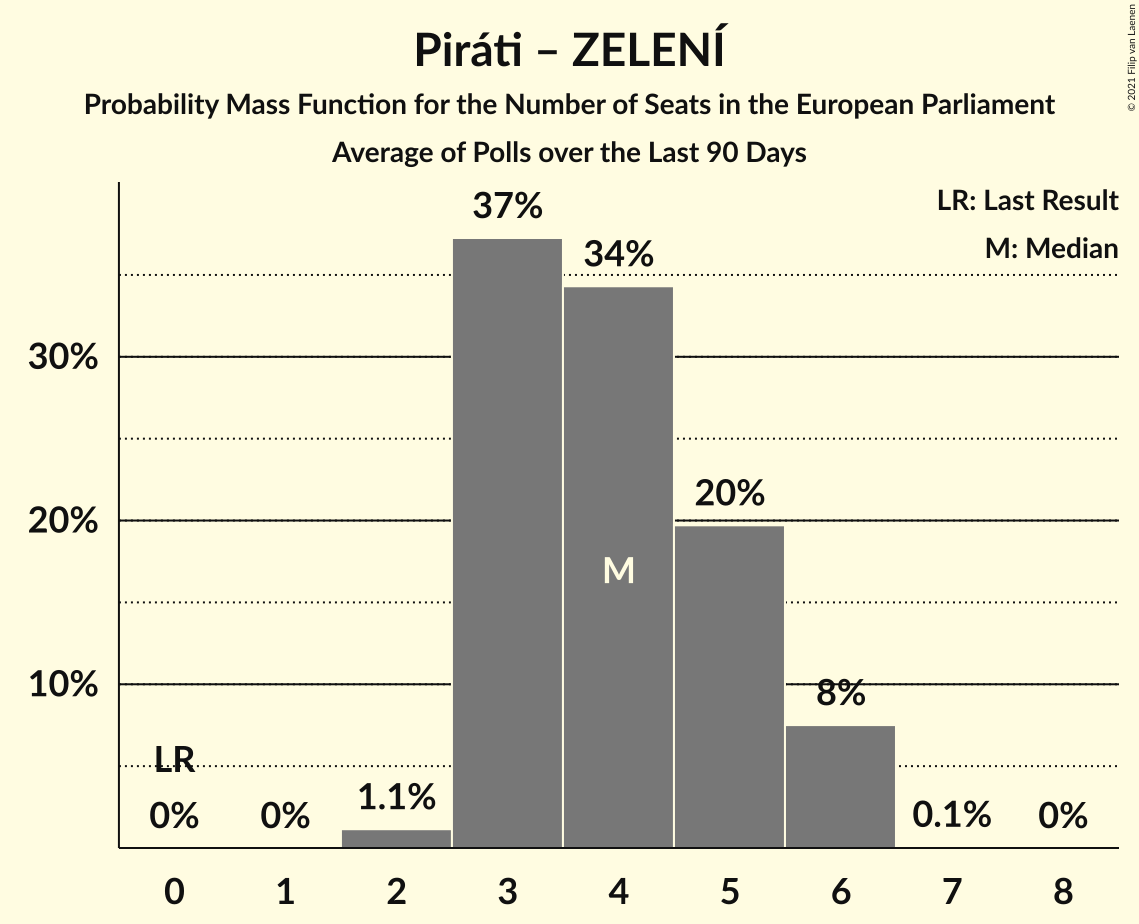 Piráti – ZELENÍ
Probability Mass Function for the Number of Seats in the European Parliament
Average of Polls over the Last 90 Days
© 2021 Filip van Laenen
LR: Last Result
M: Median
37%
34%
30%
20%
20%
M
10%
8%
LR
0%
0%
1.1%
0.1%
0%
0 1 2 3 4 5 6 7 8